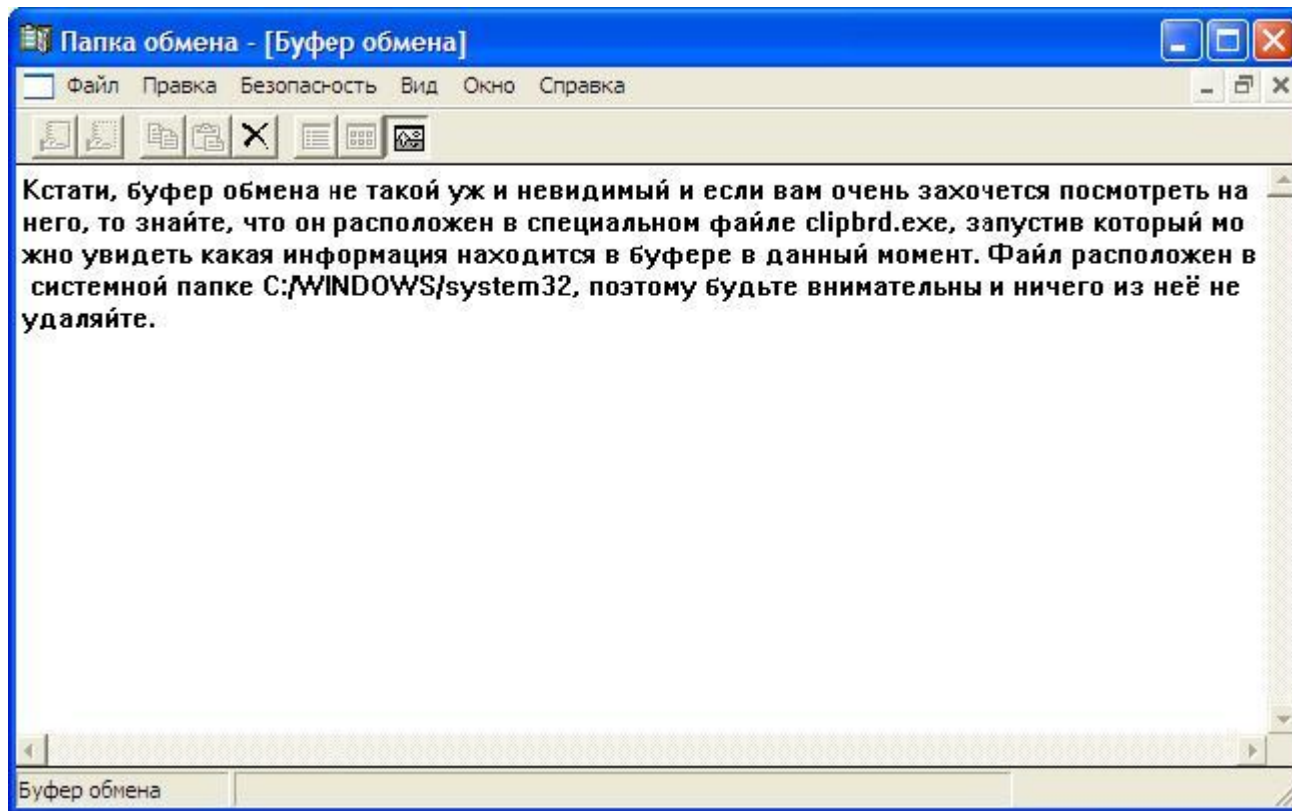 Папка обмена - [Буфер обмена]
Файл Правка Безопасность Вид Окно Справка
Кстати, буфер обмена не такой уж и невидимый и если вам очень захочется посмотреть на
него, то знайте, что он расположен в специальном файле clipbrd.exe, запустив который мо
жно увидеть какая информация находится в буфере в данный момент. Файл расположен в
системной папке C:/WINDOWS/system32, поэтому будьте внимательны и ничего из неё не
удаляйте.
Буфер обмена